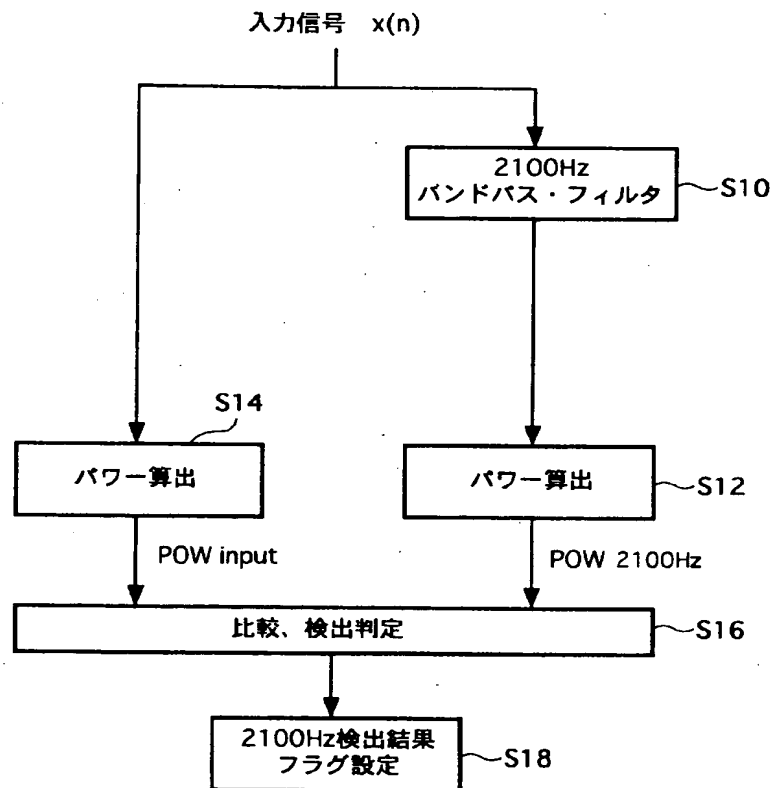 入力信号 x(n)
2100Hz
バンドパス・フィルタ
S10
S14
パワー算出
パワー算出
S12
POW input
POW 2100Hz
比較、検出判定
S16
2100Hz検出結果
フラグ設定
S18